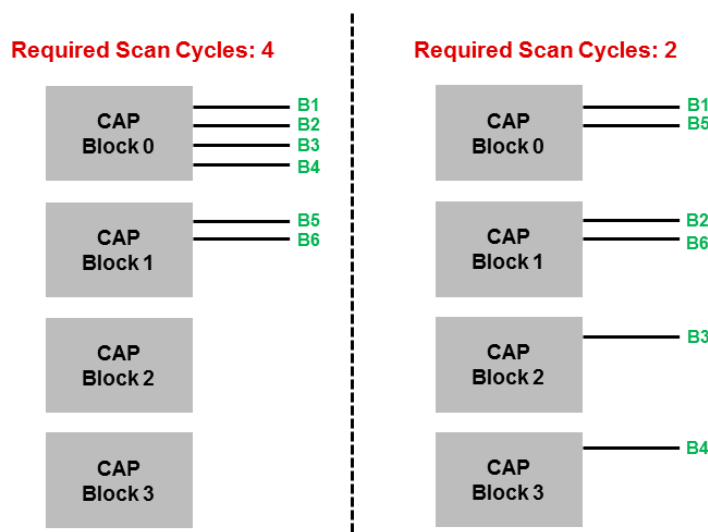 Required Scan Cycles: 4
CAP
Block 0
B1
B2
B3
B4
CAP
Block 1
B5
B6
CAP
Block 2
CAP
Block 3
Required Scan Cycles: 2
CAP
Block 0
B1
B5
CAP
Block 1
B2
B6
CAP
Block 2
B3
CAP
Block 3
B4